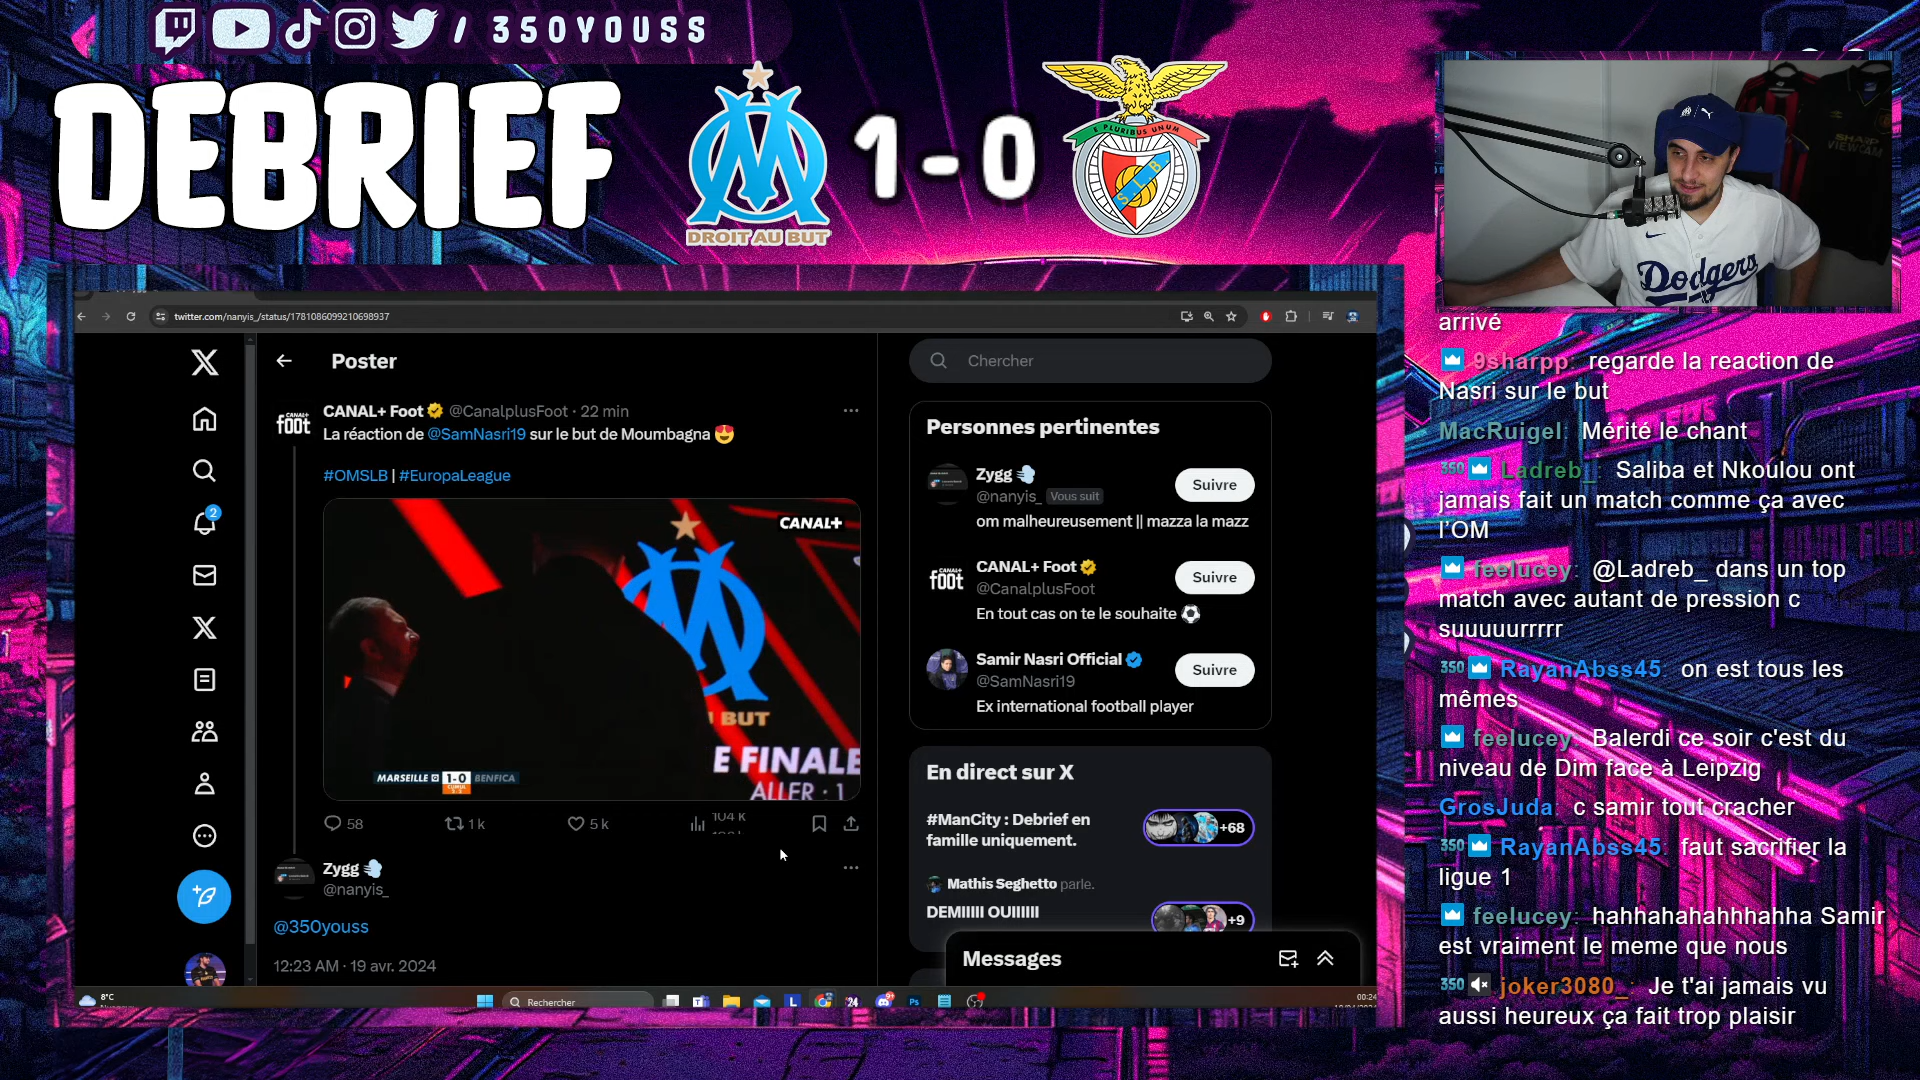 / 350YOUSS
DEBRIEF
DROIT AU BUT
1-0
E PLURIBUS UNUM
SLB
Dodgers
twitter.com/nanyis_/status/1781086099210698937
Poster
Chercher
CANAL+ Foot @CanalplusFoot · 22 min
La réaction de @SamNasri19 sur le but de Moumbagna
#OMSLB | #EuropaLeague
CANAL+
BUT
E FINALE
ALLER · 1
MARSEILLE 1-0 BENFICA
58
1 k
5 k
104 k
Zygg
@nanyis_
@350youss
12:23 AM · 19 avr. 2024
Personnes pertinentes
Zygg
@nanyis_ Vous suit
Suivre
om malheureusement || mazza la mazz
CANAL+ Foot
@CanalplusFoot
Suivre
En tout cas on te le souhaite
Samir Nasri Official
@SamNasri19
Suivre
Ex international football player
En direct sur X
#ManCity : Debrief en
famille uniquement.
+68
Mathis Seghetto parle.
DEMIIIII OUIIIIII
+9
Messages
8°C
Rechercher
00:24
arrivé
9sharpp: regarde la reaction de
Nasri sur le but
MacRuigel: Mérité le chant
350 Ladreb_: Saliba et Nkoulou ont
jamais fait un match comme ça avec
l'OM
feelucey: @Ladreb_ dans un top
match avec autant de pression c
suuuuurrrrr
350 RayanAbss45: on est tous les
mêmes
feelucey: Balerdi ce soir c'est du
niveau de Dim face à Leipzig
GrosJuda: c samir tout cracher
350 RayanAbss45: faut sacrifier la
ligue 1
feelucey: hahhahahahhhahha Samir
est vraiment le meme que nous
350 joker3080_: Je t'ai jamais vu
aussi heureux ça fait trop plaisir